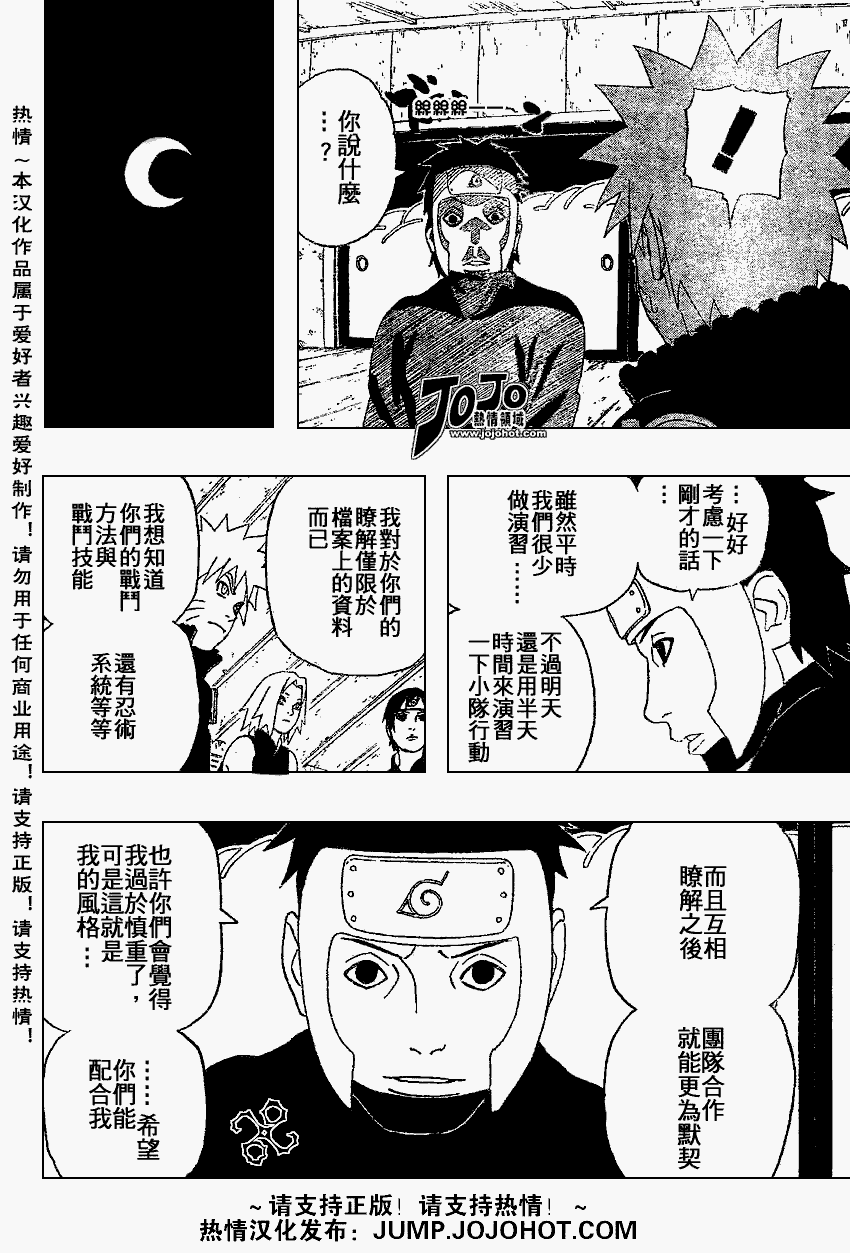 热情~本汉化作品属于爱好者兴趣爱好制作！请勿用于任何商业用途！请支持正版！请支持热情！
！
你說什麼
…？
絲絲絲——
JOJO
熱情領域
www.jojohot.com
…好好
考慮一下
剛才的話
…
雖然平時
我們很少
做演習……
不過明天
還是用半天
時間來演習
一下小隊行動
我對於你們的
瞭解僅限於
檔案上的資料
而已
我想知道
你們的戰鬥
方法與
戰鬥技能
還有忍術
系統等等
而且互相
瞭解之後
團隊合作
就能更為默契
也許你們會覺得
我過於慎重了，
可是這就是
我的風格…
……希望
你們能
配合我
~请支持正版！请支持热情！~
热情汉化发布：JUMP.JOJOHOT.COM